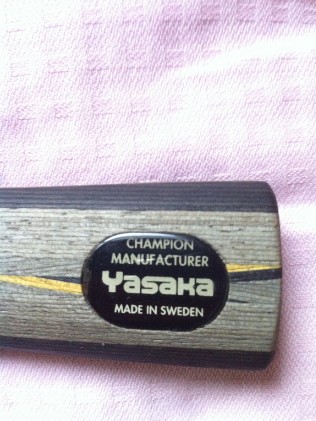 CHAMPION
MANUFACTURER
Yasaka
MADE IN SWEDEN